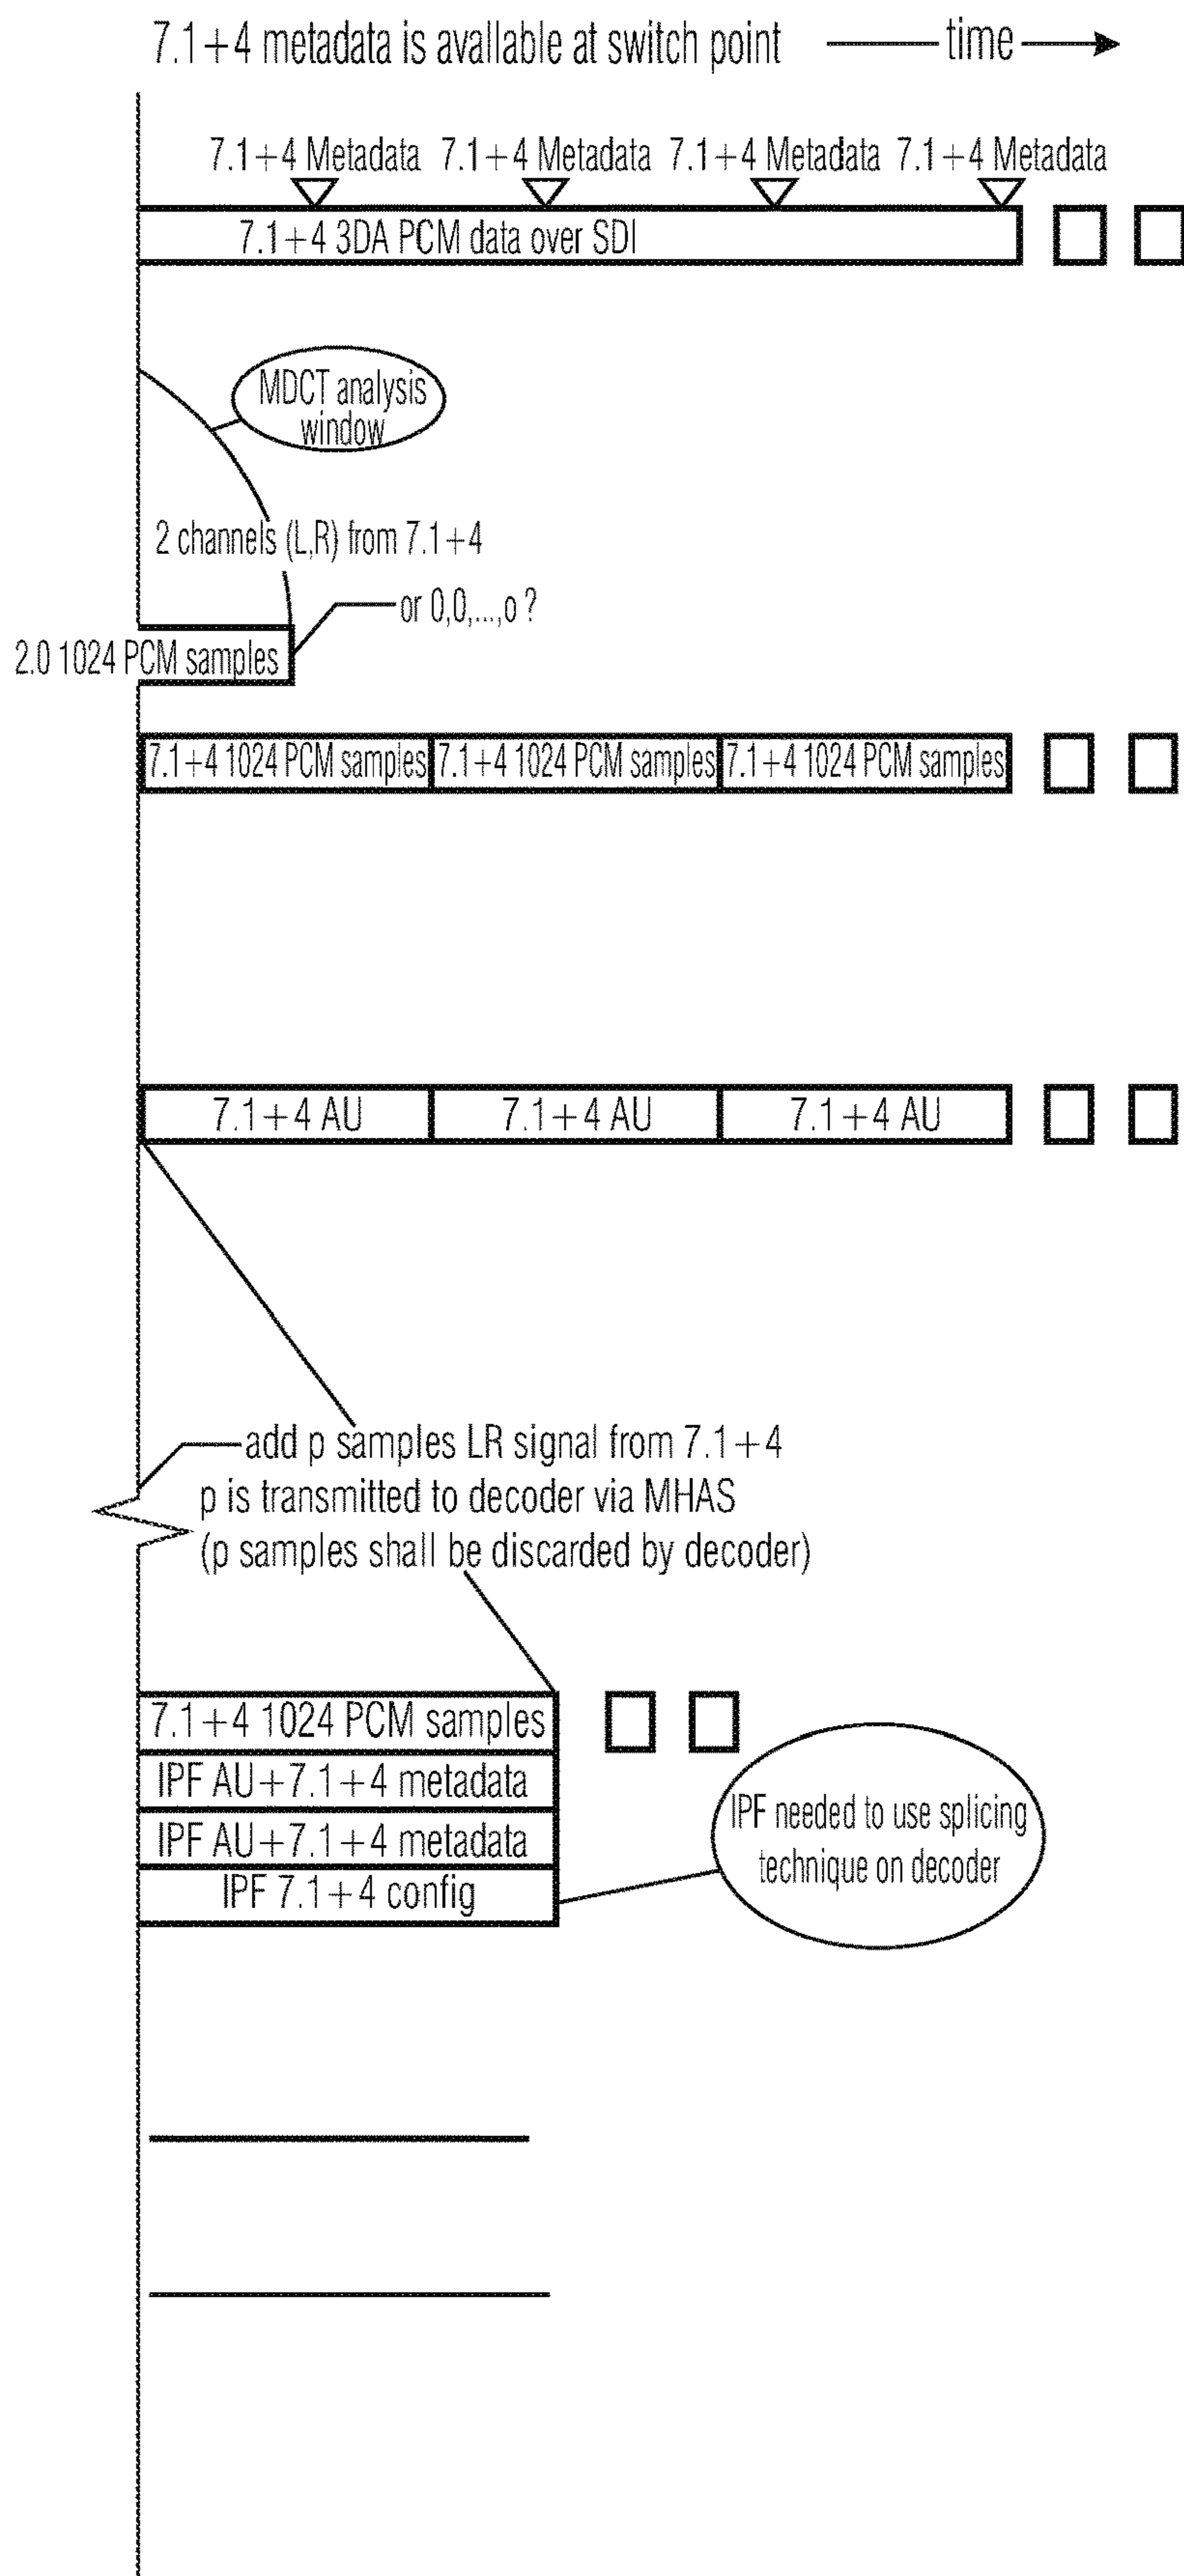 7.1+4 metadata is available at switch point
time
7.1+4 Metadata 7.1+4 Metadata 7.1+4 Metadata 7.1+4 Metadata
7.1+4 3DA PCM data over SDI
MDCT analysis
window
2 channels (L,R) from 7.1+4
or 0,0,...,o ?
2.0 1024 PCM samples
7.1+4 1024 PCM samples 7.1+4 1024 PCM samples 7.1+4 1024 PCM samples
7.1+4 AU 7.1+4 AU 7.1+4 AU
add p samples LR signal from 7.1+4
p is transmitted to decoder via MHAS
(p samples shall be discarded by decoder)
7.1+4 1024 PCM samples
IPF AU+7.1+4 metadata
IPF AU+7.1+4 metadata
IPF 7.1+4 config
IPF needed to use splicing
technique on decoder